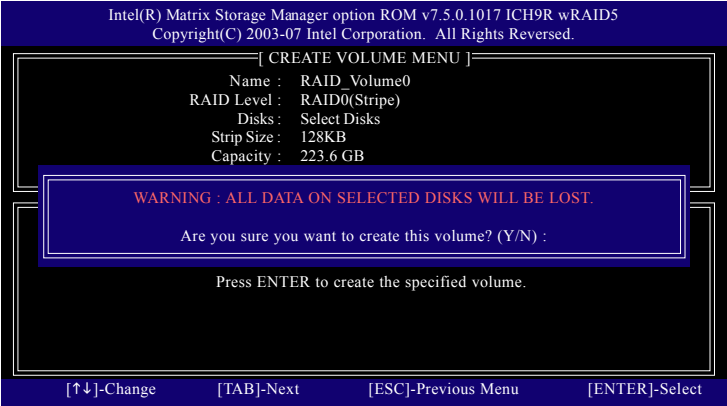 Intel(R) Matrix Storage Manager option ROM v7.5.0.1017 ICH9R wRAID5
Copyright(C) 2003-07 Intel Corporation. All Rights Reversed.
[ CREATE VOLUME MENU ]
Name : RAID_Volume0
RAID Level : RAID0(Stripe)
Disks : Select Disks
Strip Size : 128KB
Capacity : 223.6 GB
WARNING : ALL DATA ON SELECTED DISKS WILL BE LOST.
Are you sure you want to create this volume? (Y/N) :
Press ENTER to create the specified volume.
[↑↓]-Change [TAB]-Next [ESC]-Previous Menu [ENTER]-Select